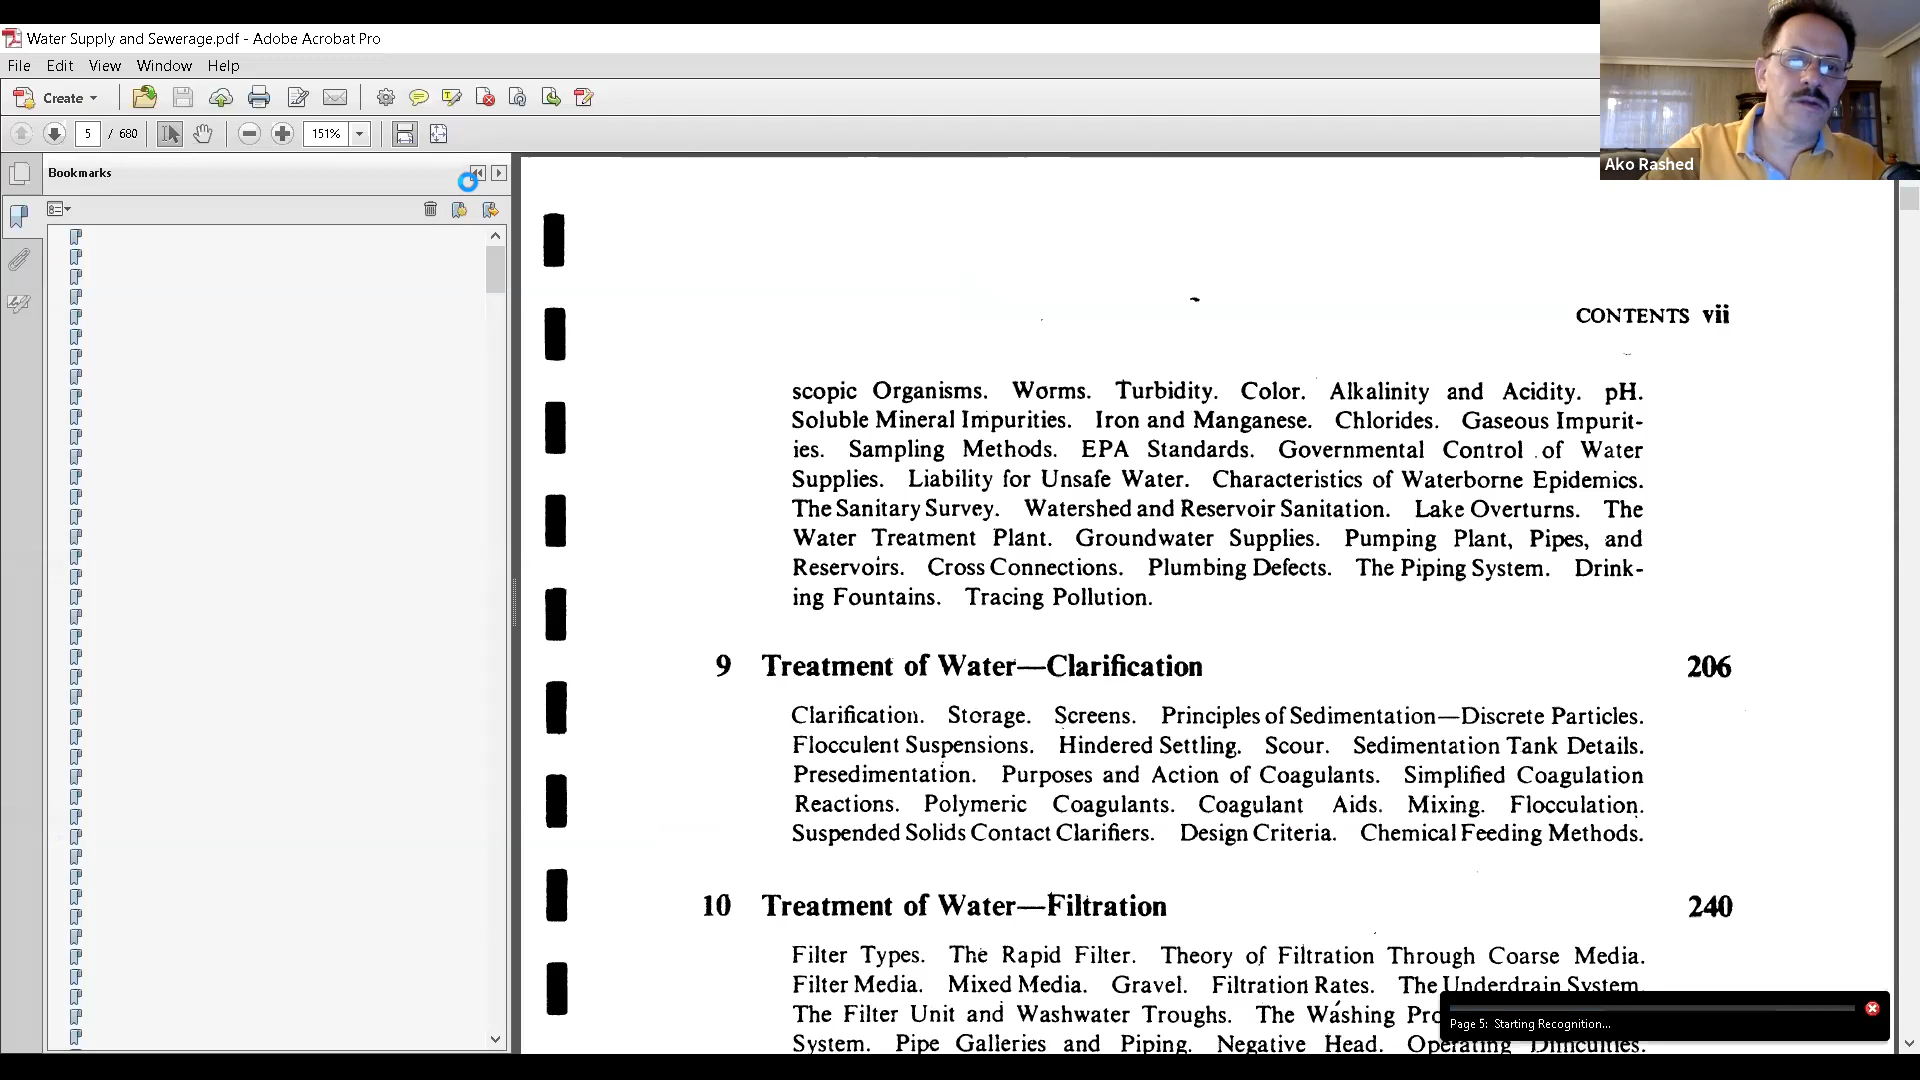 Water Supply and Sewerage.pdf - Adobe Acrobat Pro
File Edit View Window Help
Create
5 / 680 151%
Bookmarks
Ako Rashed
CONTENTS vii
scopic Organisms. Worms. Turbidity. Color. Alkalinity and Acidity. pH.
Soluble Mineral Impurities. Iron and Manganese. Chlorides. Gaseous Impurit-
ies. Sampling Methods. EPA Standards. Governmental Control of Water
Supplies. Liability for Unsafe Water. Characteristics of Waterborne Epidemics.
The Sanitary Survey. Watershed and Reservoir Sanitation. Lake Overturns. The
Water Treatment Plant. Groundwater Supplies. Pumping Plant, Pipes, and
Reservoirs. Cross Connections. Plumbing Defects. The Piping System. Drink-
ing Fountains. Tracing Pollution.
9 Treatment of Water—Clarification 206
Clarification. Storage. Screens. Principles of Sedimentation—Discrete Particles.
Flocculent Suspensions. Hindered Settling. Scour. Sedimentation Tank Details.
Presedimentation. Purposes and Action of Coagulants. Simplified Coagulation
Reactions. Polymeric Coagulants. Coagulant Aids. Mixing. Flocculation.
Suspended Solids Contact Clarifiers. Design Criteria. Chemical Feeding Methods.
10 Treatment of Water—Filtration 240
Filter Types. The Rapid Filter. Theory of Filtration Through Coarse Media.
Filter Media. Mixed Media. Gravel. Filtration Rates. The Underdrain System.
The Filter Unit and Washwater Troughs. The Washing Pro
System. Pipe Galleries and Piping. Negative Head. Operating Difficulties.
Page 5: Starting Recognition...